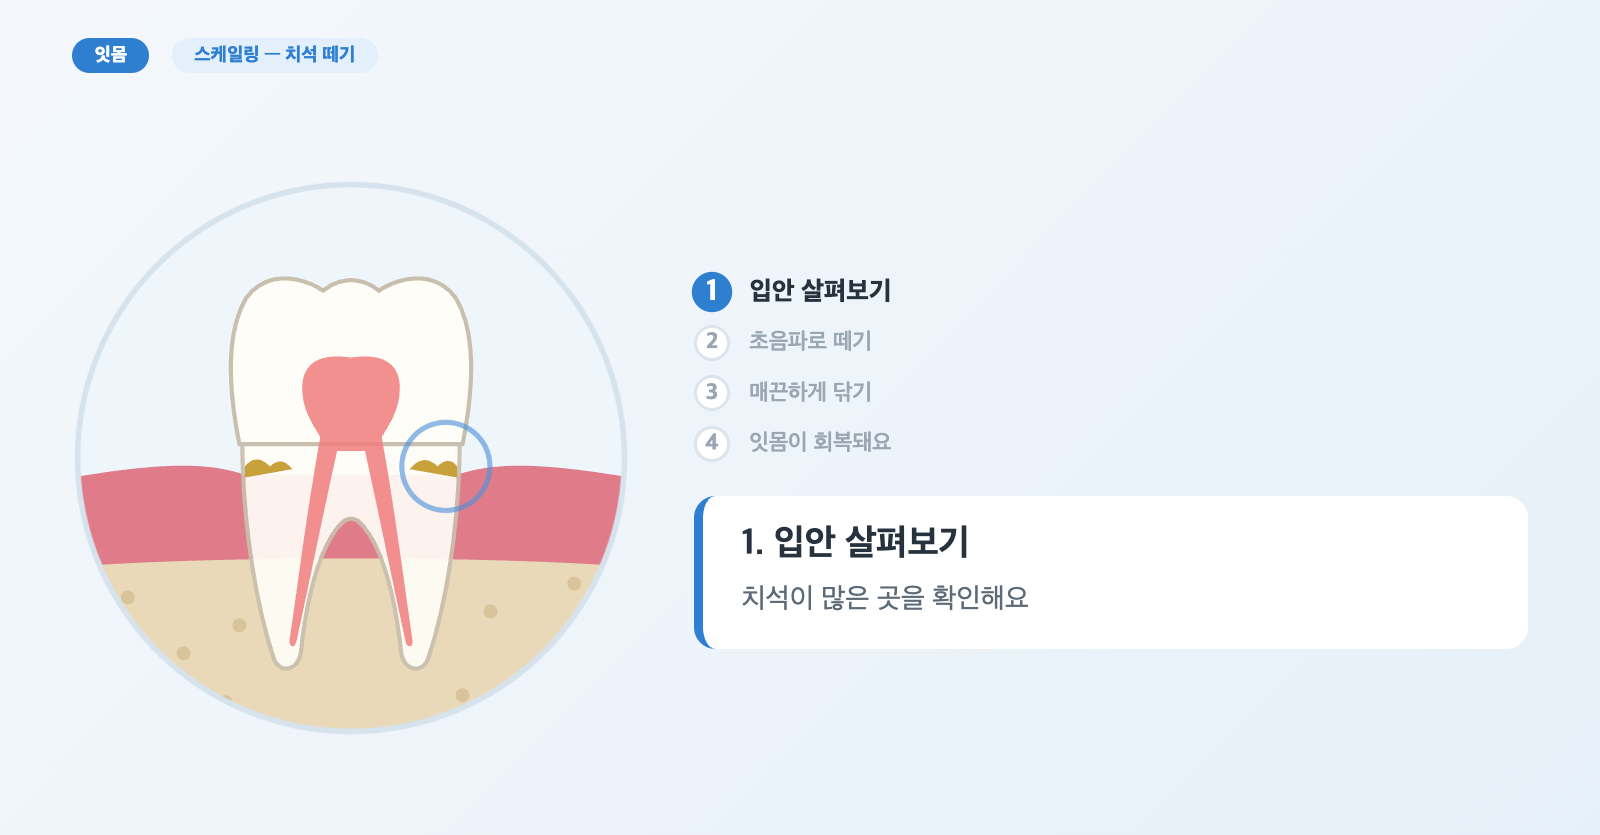 잇몸
스케일링 — 치석 떼기
1 입안 살펴보기
2 초음파로 떼기
3 매끈하게 닦기
4 잇몸이 회복돼요
1. 입안 살펴보기
치석이 많은 곳을 확인해요